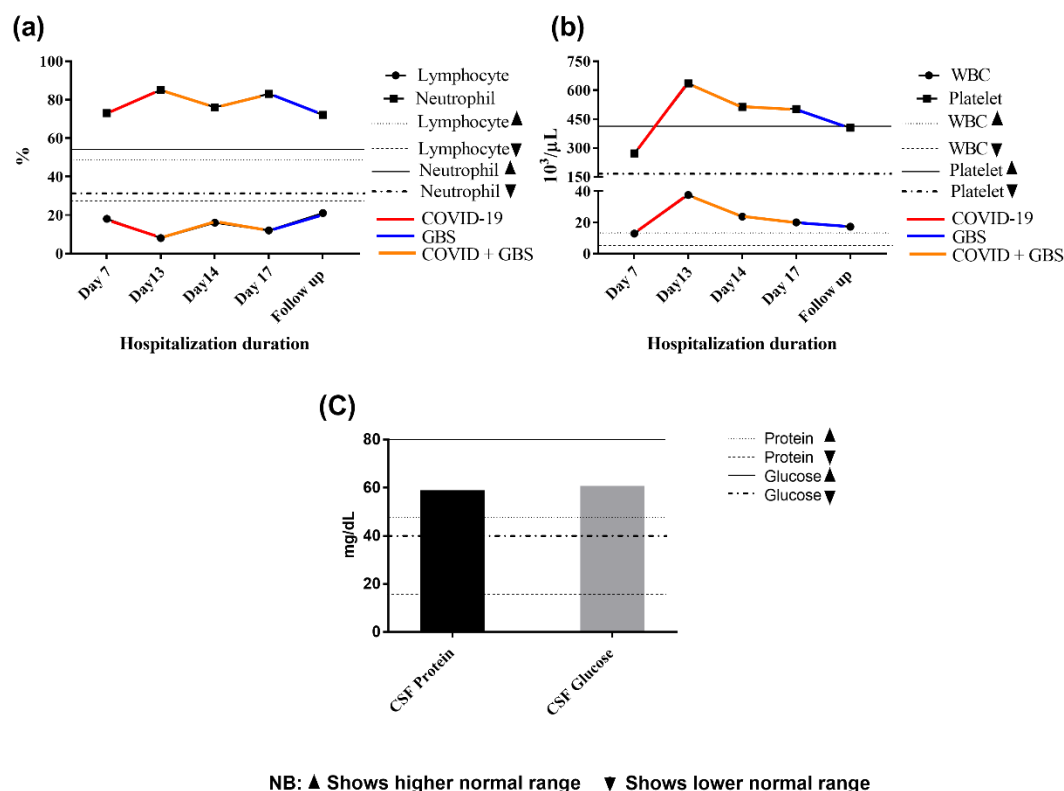 (a)
100
80
60
40
20
0
%
Day 7
Day13
Day14
Day 17
Follow up
Hospitalization duration
Lymphocyte
Neutrophil
Lymphocyte ▲
Lymphocyte ▼
Neutrophil ▲
Neutrophil ▼
COVID-19
GBS
COVID + GBS
(b)
750
600
450
300
150
40
20
0
10³/µL
Day 7
Day13
Day14
Day 17
Follow up
Hospitalization duration
WBC
Platelet
WBC ▲
WBC ▼
Platelet ▲
Platelet ▼
COVID-19
GBS
COVID + GBS
(C)
80
60
40
20
0
mg/dL
CSF Protein
CSF Glucose
Protein ▲
Protein ▼
Glucose ▲
Glucose ▼
NB: ▲ Shows higher normal range ▼ Shows lower normal range